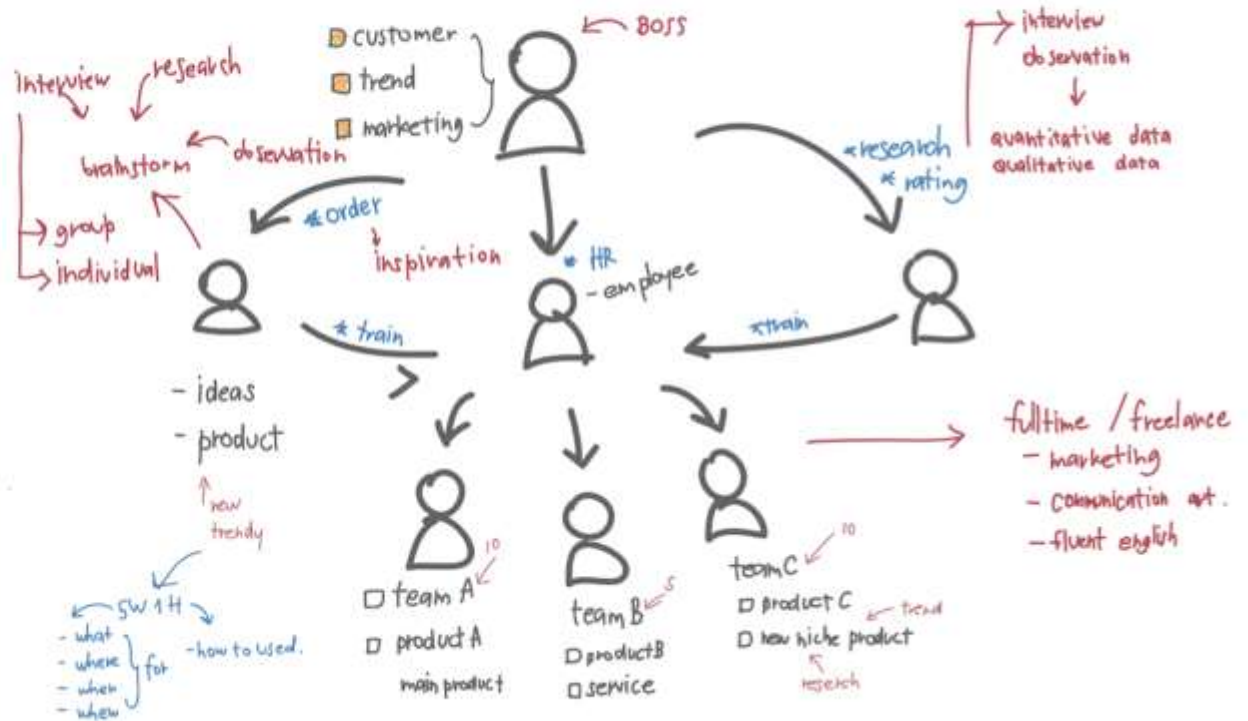 BOSS
customer
trend
marketing
interview
research
observation
brainstorm
group
individual
*order
inspiration
* HR
- employee
*research
* rating
interview
observation
quantitative data
qualitative data
* train
*train
- ideas
- product
new
trendy
5W1H
- what
- where
- when
- whew
for
-how to used.
10
team A
product A
main product
5
team B
product B
service
10
team C
product C
new niche product
trend
reserch
fulltime / freelance
- marketing
- communication art.
- fluent english